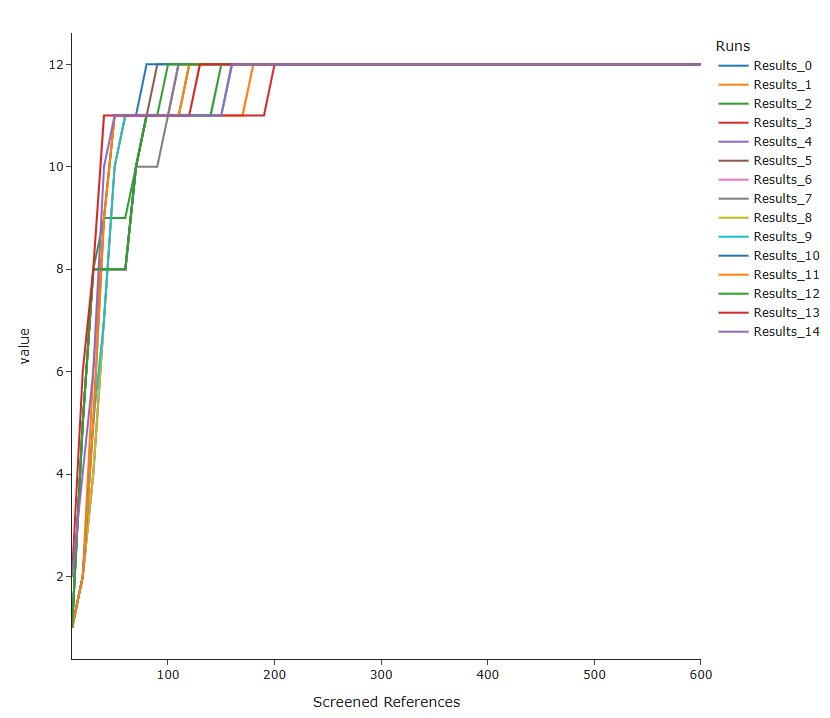 Runs
Results_0
Results_1
Results_2
Results_3
Results_4
Results_5
Results_6
Results_7
Results_8
Results_9
Results_10
Results_11
Results_12
Results_13
Results_14
12
10
8
6
4
2
value
100 200 300 400 500 600
Screened References